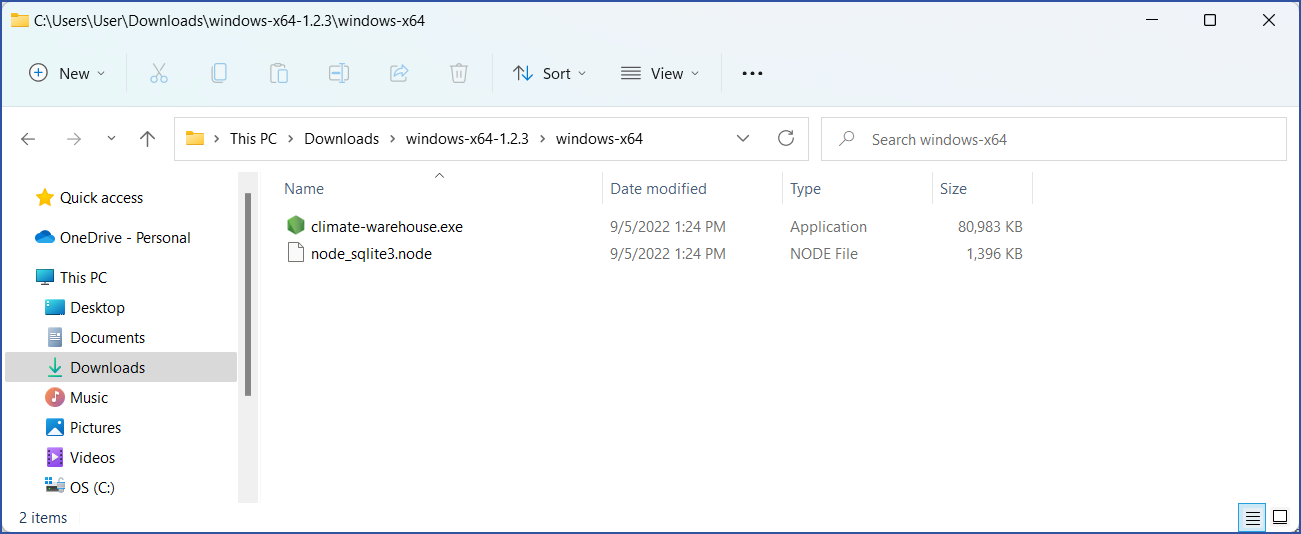 C:\Users\User\Downloads\windows-x64-1.2.3\windows-x64
New Sort View
This PC Downloads windows-x64-1.2.3 windows-x64 Search windows-x64
Name Date modified Type Size
climate-warehouse.exe 9/5/2022 1:24 PM Application 80,983 KB
node_sqlite3.node 9/5/2022 1:24 PM NODE File 1,396 KB
Quick access
OneDrive - Personal
This PC
Desktop
Documents
Downloads
Music
Pictures
Videos
OS (C:)
2 items